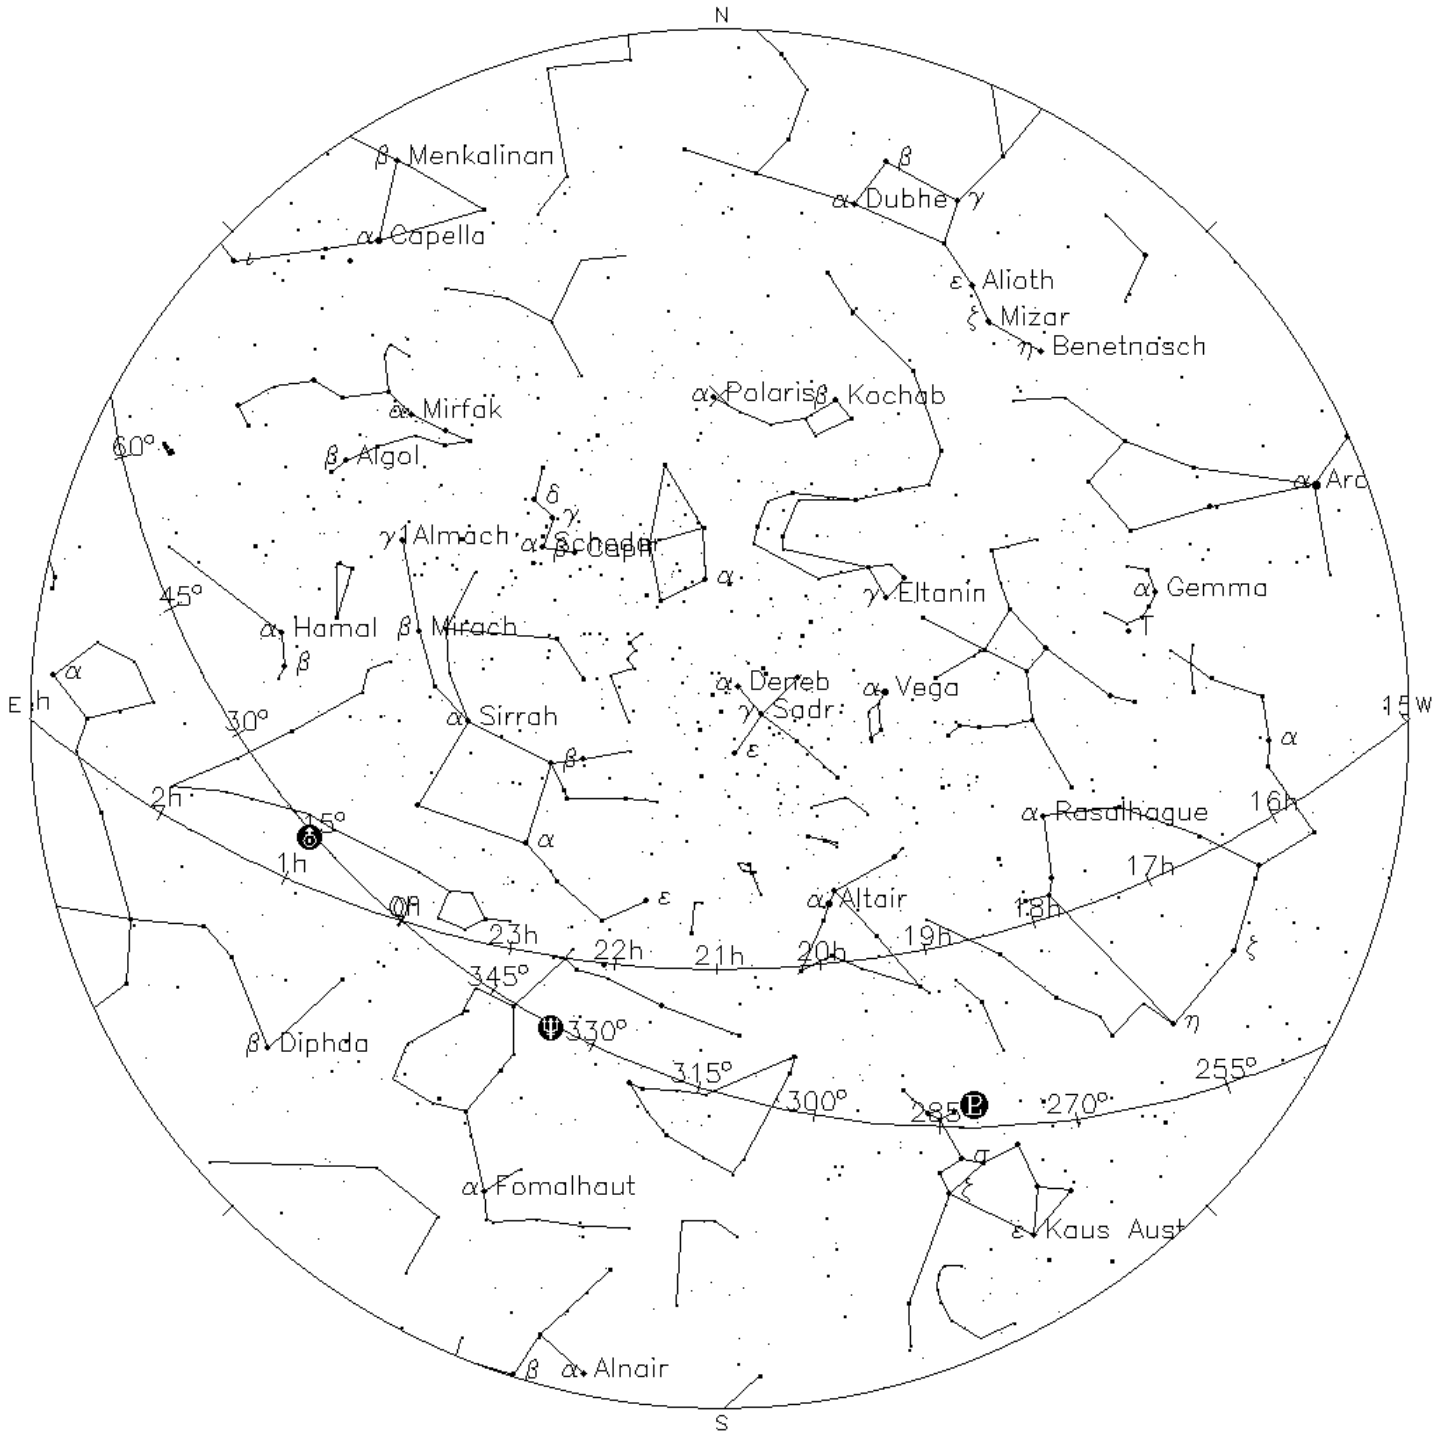 N
β Menkalinan
β
α Dubhe γ
α Capella
ι
ε Alioth
ξ Mizar
η Benetnasch
α Polaris β Kochab
α Mirfak
60°
β Algol
α Arc
δ
γ
γ1 Almach α Schedar
β Caph
α
γ Eltanin
α Gemma
45°
α Hamal β Mirach
T
β
α
α Deneb α Vega
E h 15 W
30° α Sirrah γ Sadr
α
ε
β
2h
16h
15° α Rasalhague
α
1h 17h
ε α Altair
0h 18h
23h 22h 21h 20h 19h
ξ
345°
η
β Diphda Ψ 330°
315° 255°
300° 285° P 270°
σ
α Fomalhaut ξ
ε Kaus Aust
β α Alnair
S